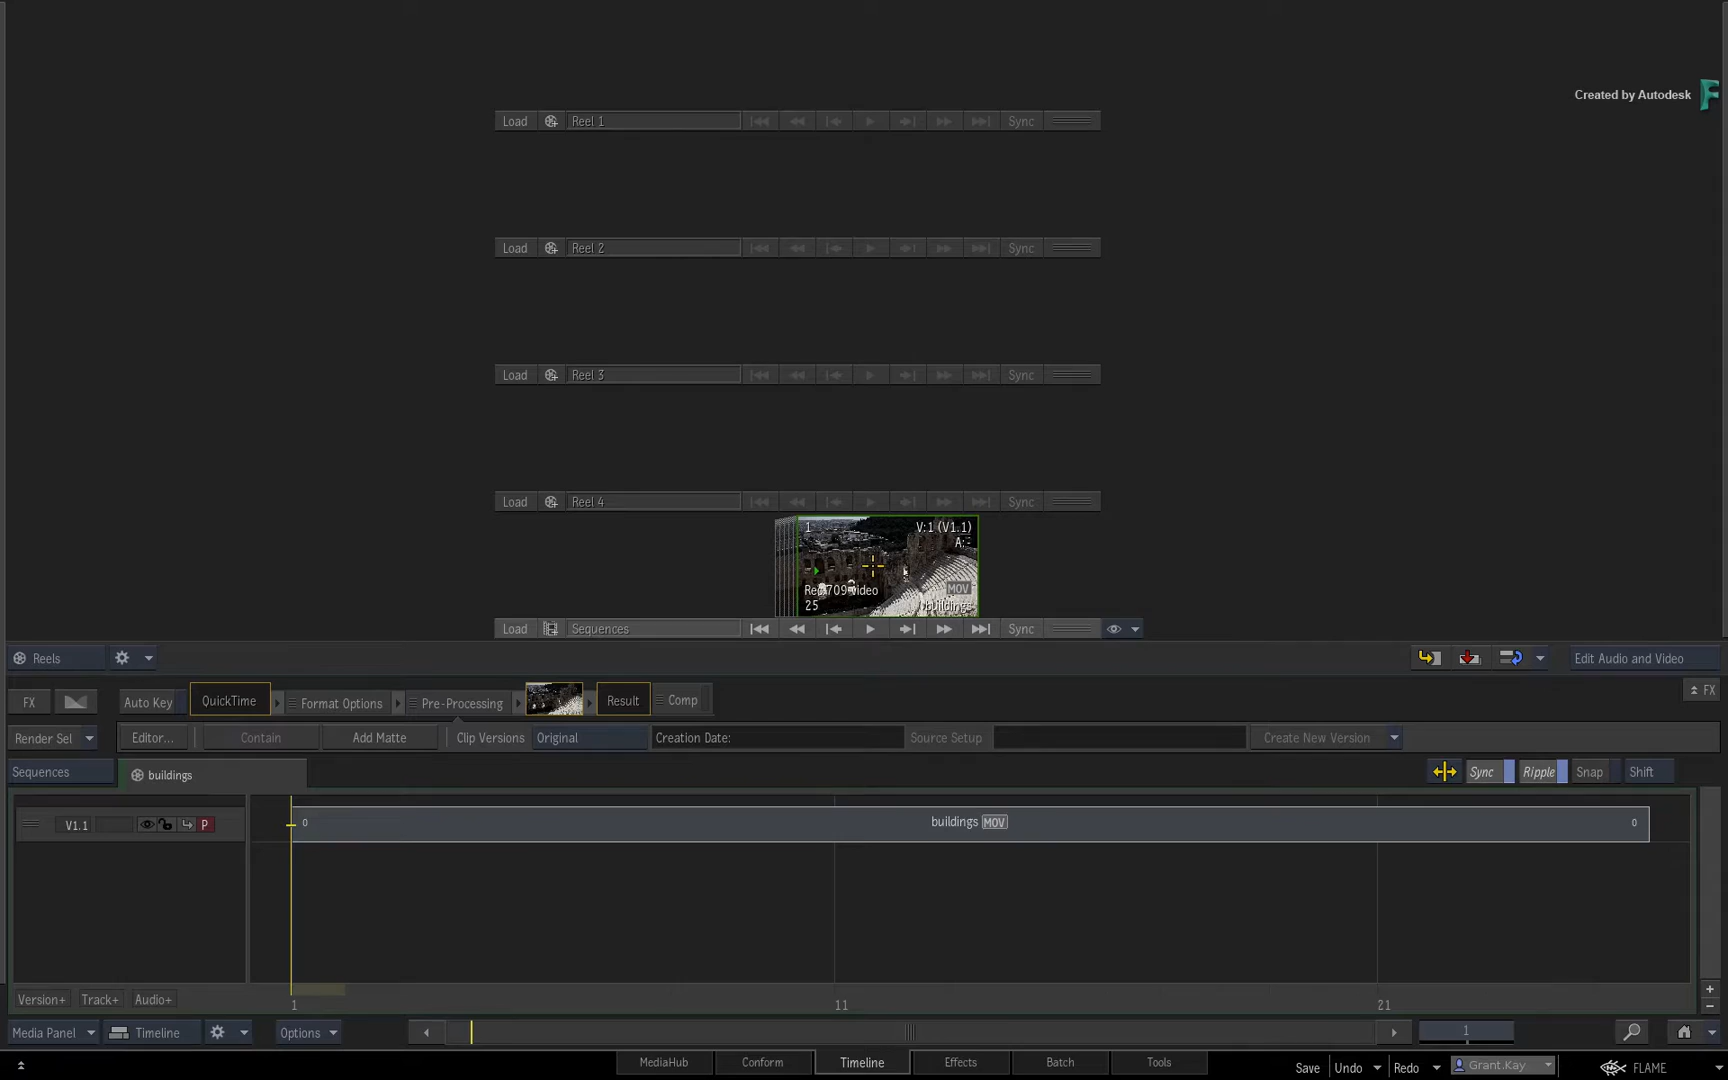 Created by Autodesk
Load Reel 1 Sync
Load Reel 2 Sync
Load Reel 3 Sync
Load Reel 4 Sync
1 V:1 (V1.1)
A:-
Rec709 video MOV
25 buildings
Load Sequences Sync
Reels Edit Audio and Video
FX Auto Key QuickTime Format Options Pre-Processing Result Comp FX
Render Sel Editor... Contain Add Matte Clip Versions Original Creation Date: Source Setup Create New Version
Sequences buildings Sync Ripple Snap Shift
V1.1 P 0 buildings MOV 0
Version+ Track+ Audio+ 1 11 21
Media Panel Timeline Options 1
MediaHub Conform Timeline Effects Batch Tools Save Undo Redo Grant.Kay FLAME